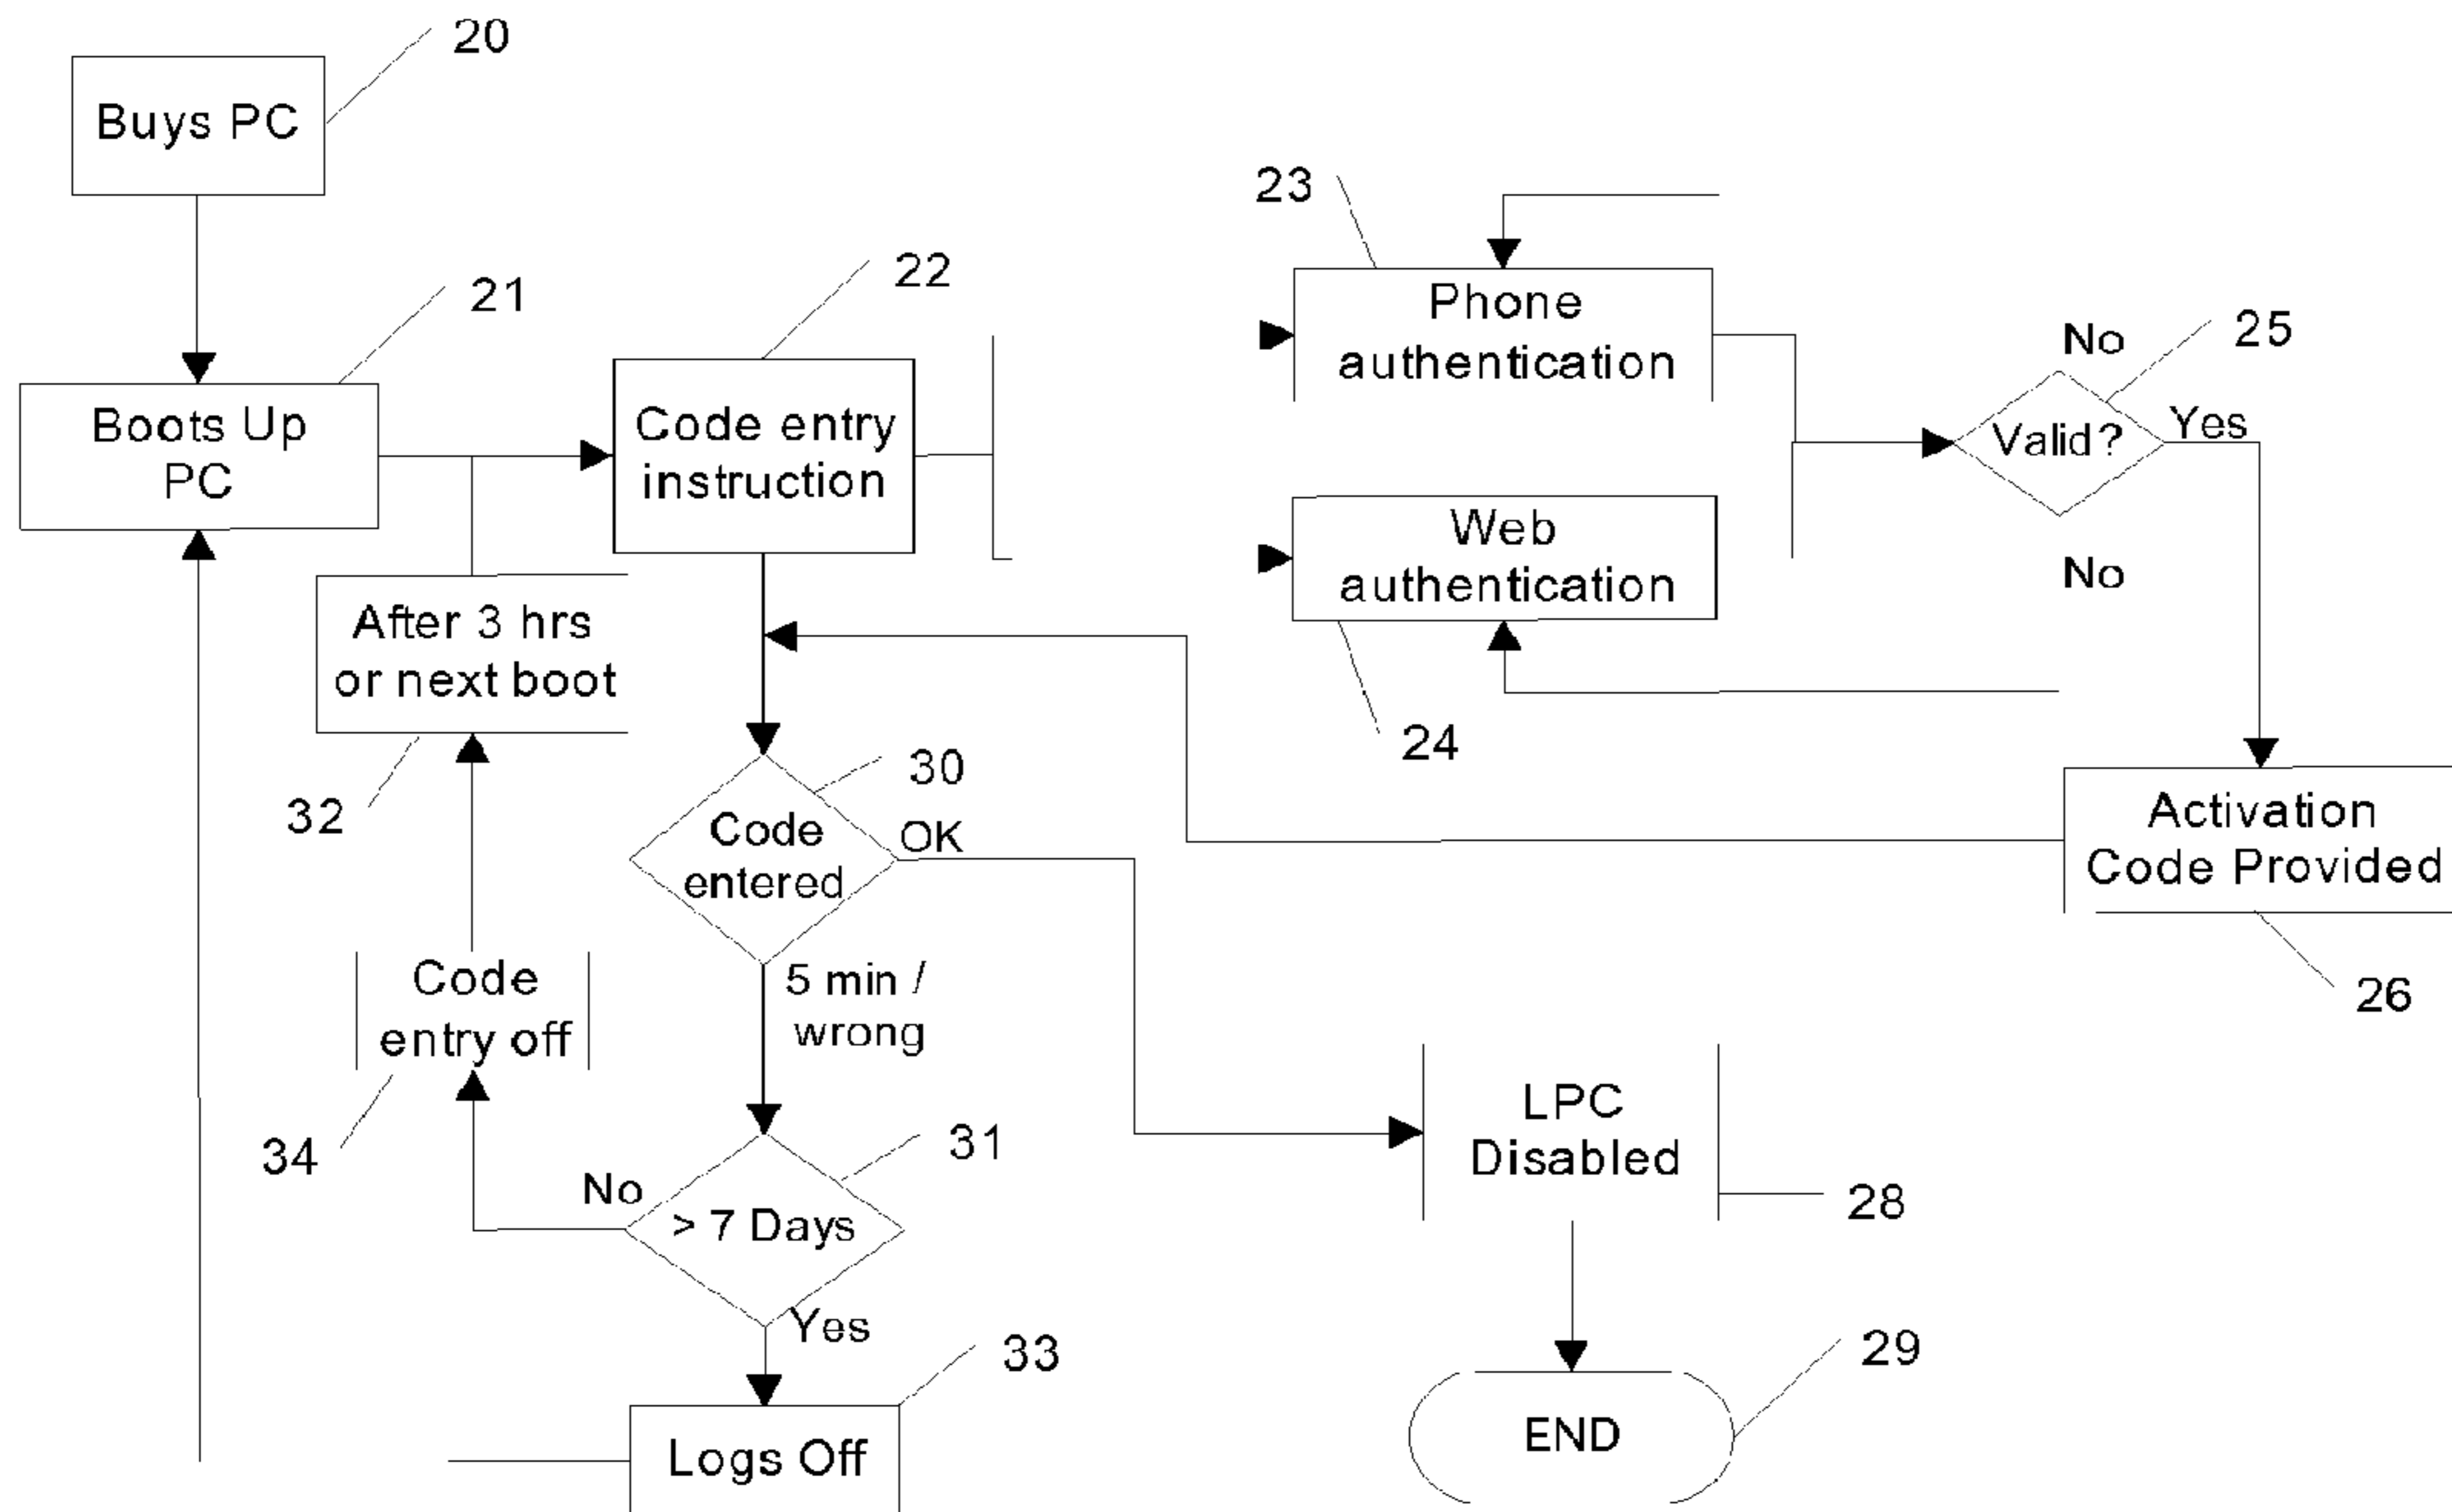 20
Buys PC
21
Boots Up
PC
22
Code entry
instruction
23
Phone
authentication
No
25
Valid?
Yes
No
Web
authentication
24
After 3 hrs
or next boot
32
30
Code
entered
OK
Activation
Code Provided
26
5 min /
wrong
Code
entry off
34
31
No
> 7 Days
Yes
LPC
Disabled
28
33
Logs Off
29
END